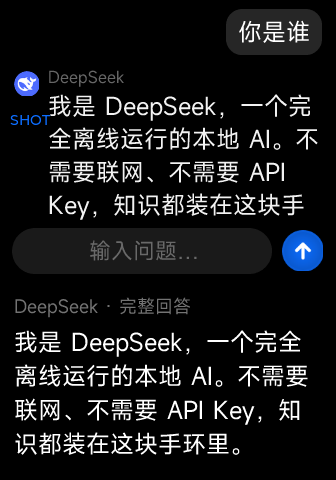 你是谁
DeepSeek
SHOT
我是 DeepSeek，一个完
全离线运行的本地 AI。不
需要联网、不需要 API
Key，知识都装在这块手
输入问题...
DeepSeek · 完整回答
我是 DeepSeek，一个完全
离线运行的本地 AI。不需要
联网、不需要 API Key，知
识都装在这块手环里。